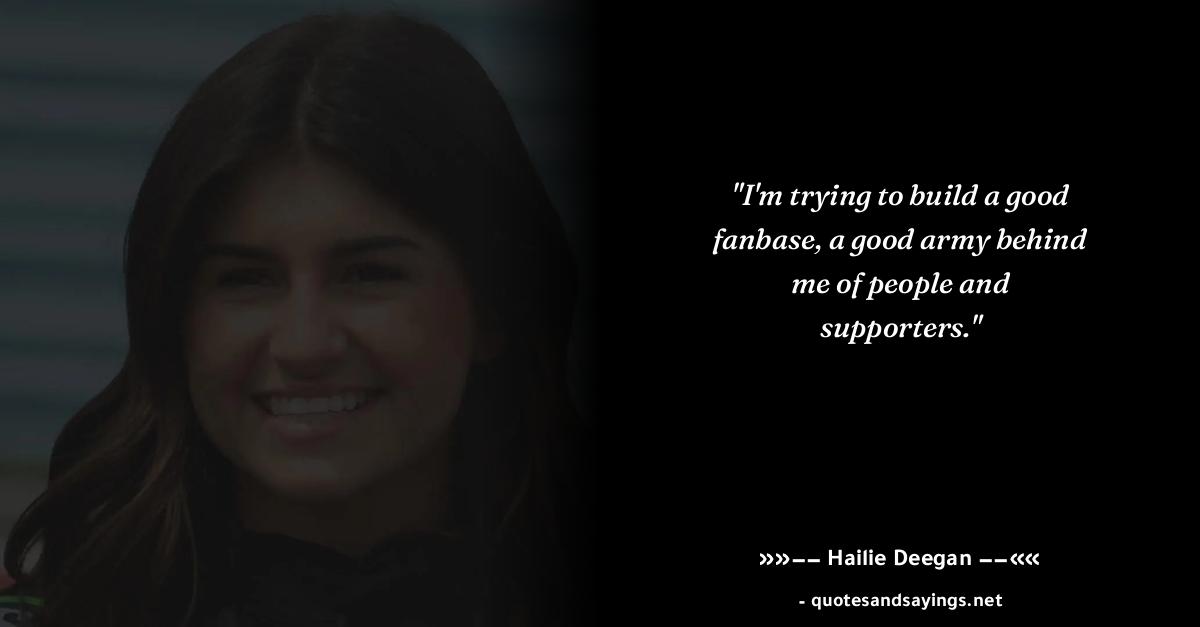 "I'm trying to build a good
fanbase, a good army behind
me of people and
supporters."
»»–– Hailie Deegan ––««
- quotesandsayings.net